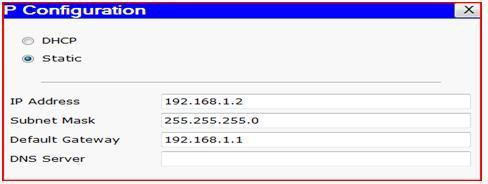 P Configuration
X
DHCP
Static
IP Address 192.168.1.2
Subnet Mask 255.255.255.0
Default Gateway 192.168.1.1
DNS Server